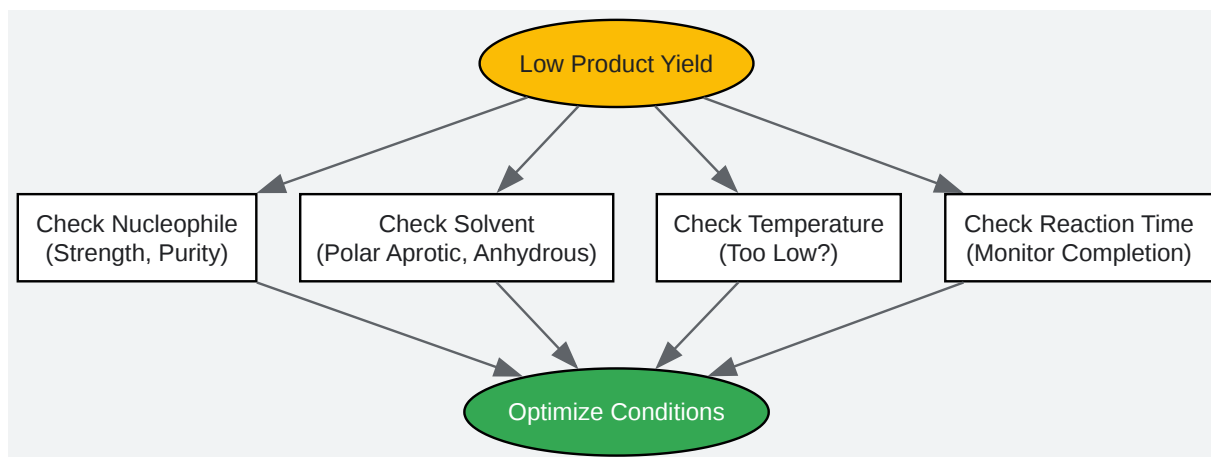 Low Product Yield
Check Nucleophile
(Strength, Purity)
Check Solvent
(Polar Aprotic, Anhydrous)
Check Temperature
(Too Low?)
Check Reaction Time
(Monitor Completion)
Optimize Conditions